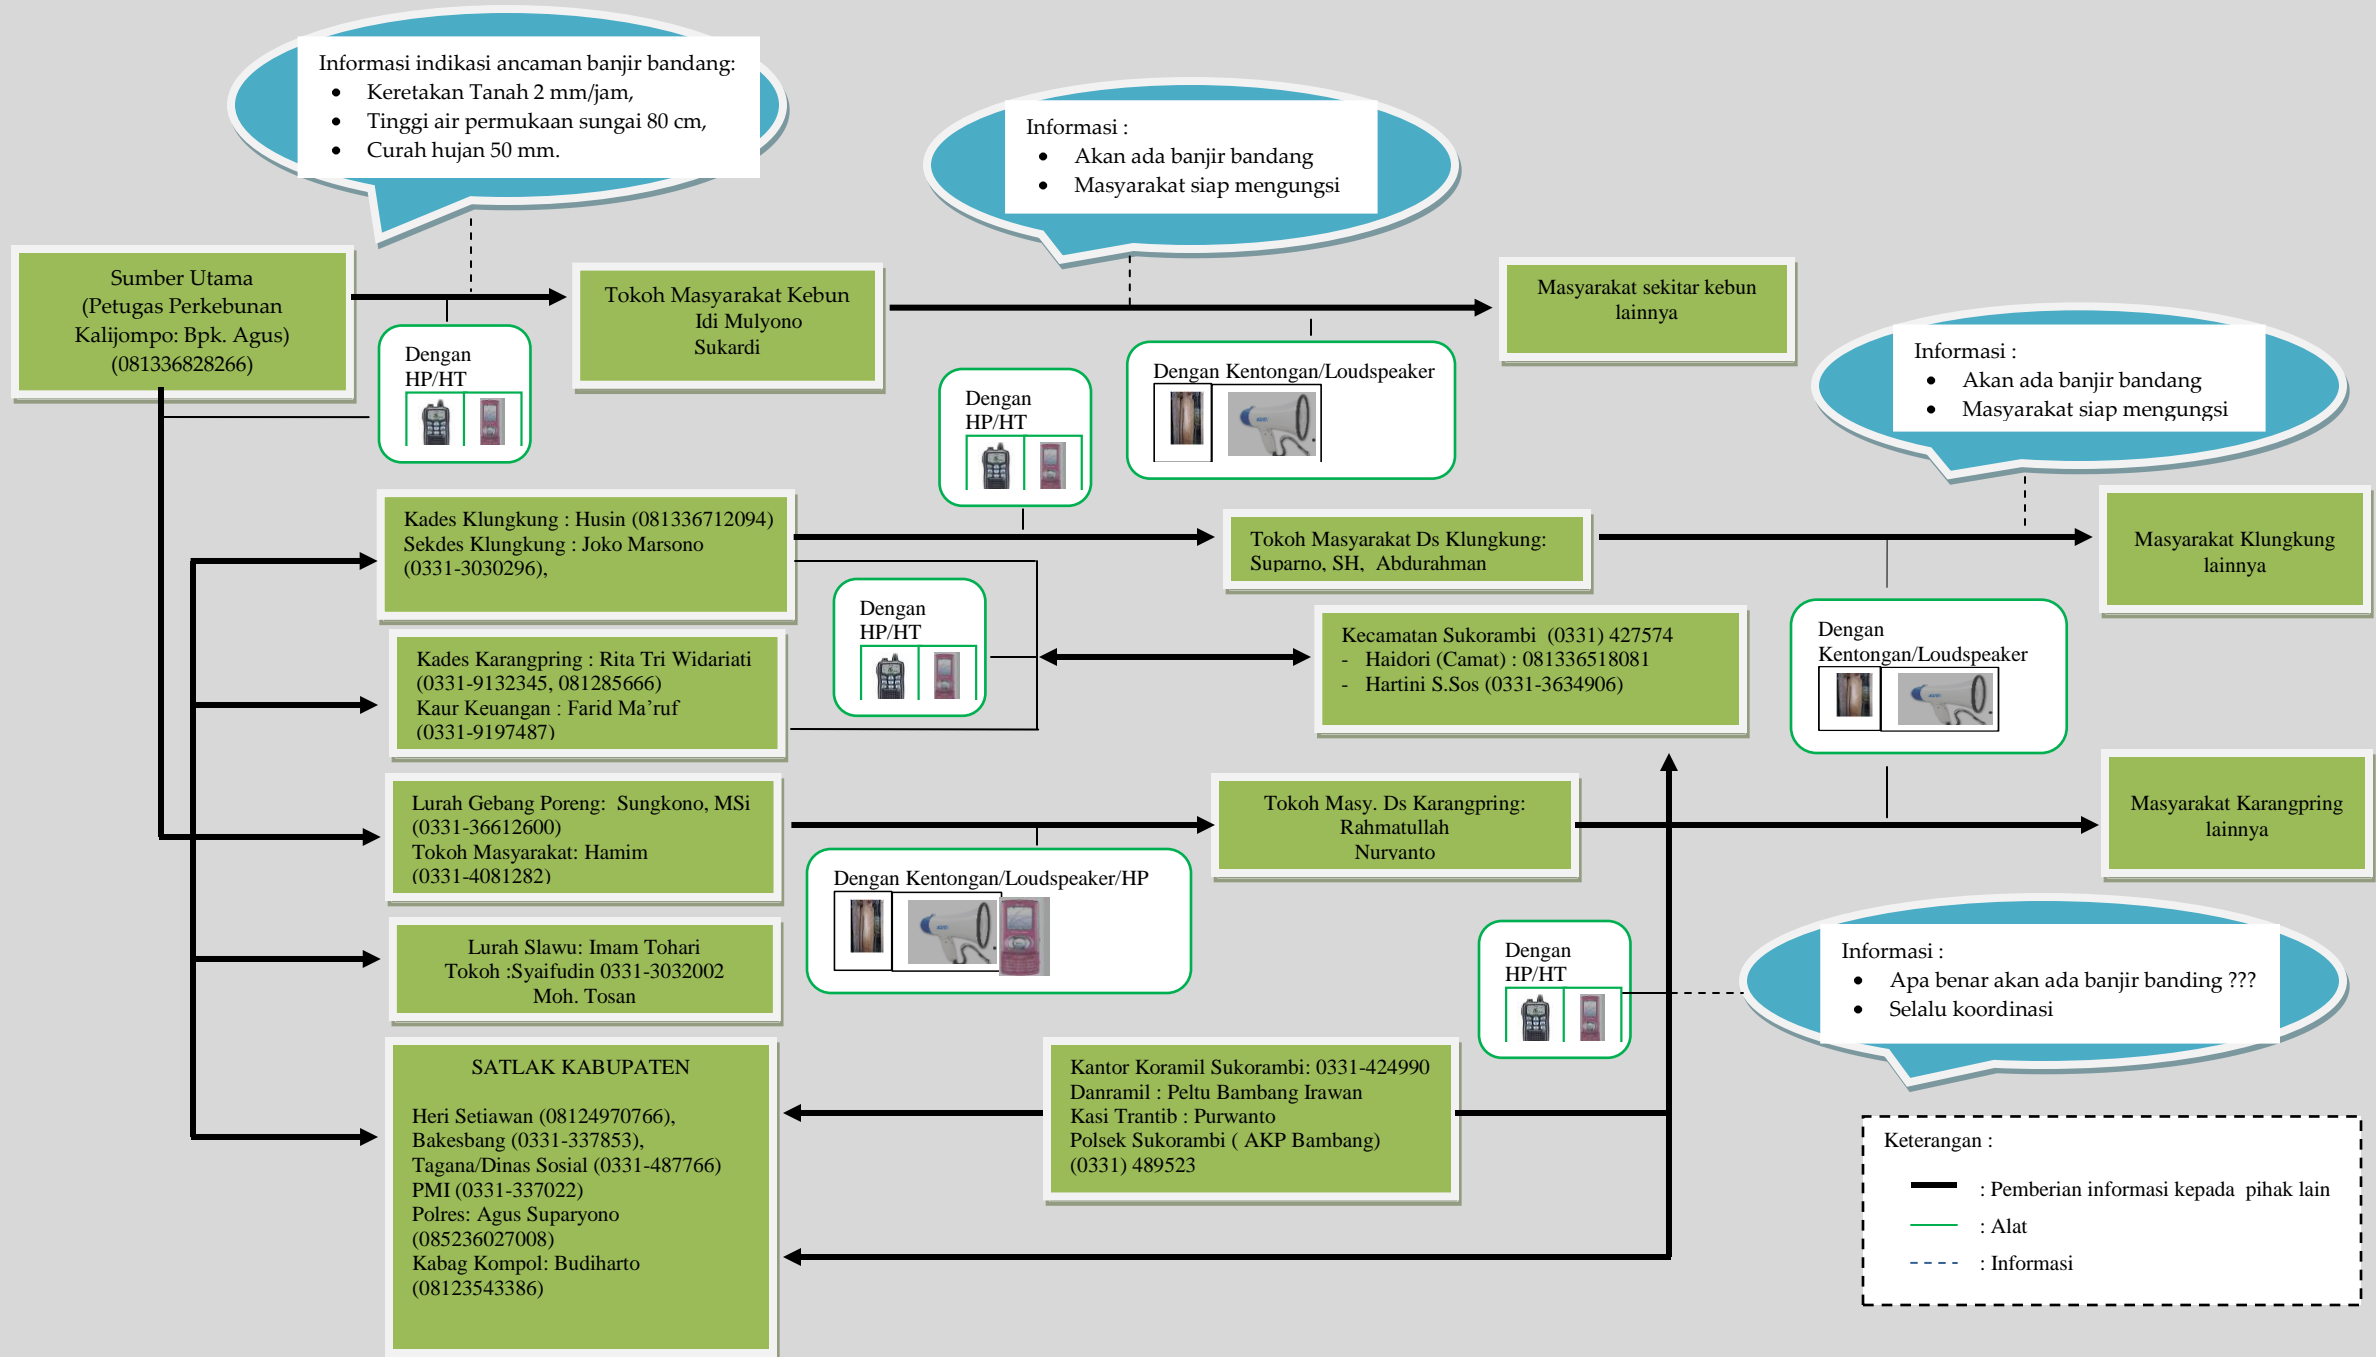 Informasi indikasi ancaman banjir bandang:
• Keretakan Tanah 2 mm/jam,
• Tinggi air permukaan sungai 80 cm,
• Curah hujan 50 mm.
Informasi :
• Akan ada banjir bandang
• Masyarakat siap mengungsi
Sumber Utama
(Petugas Perkebunan
Kalijompo: Bpk. Agus)
(081336828266)
Tokoh Masyarakat Kebun
Idi Mulyono
Sukardi
Masyarakat sekitar kebun
lainnya
Dengan
HP/HT
Dengan
HP/HT
Dengan Kentongan/Loudspeaker
Informasi :
• Akan ada banjir bandang
• Masyarakat siap mengungsi
Kades Klungkung : Husin (081336712094)
Sekdes Klungkung : Joko Marsono
(0331-3030296),
Tokoh Masyarakat Ds Klungkung:
Suparno, SH, Abdurahman
Masyarakat Klungkung
lainnya
Dengan
HP/HT
Kades Karangpring : Rita Tri Widariati
(0331-9132345, 081285666)
Kaur Keuangan : Farid Ma’ruf
(0331-9197487)
Kecamatan Sukorambi (0331) 427574
- Haidori (Camat) : 081336518081
- Hartini S.Sos (0331-3634906)
Dengan
Kentongan/Loudspeaker
Lurah Gebang Poreng: Sungkono, MSi
(0331-36612600)
Tokoh Masyarakat: Hamim
(0331-4081282)
Tokoh Masy. Ds Karangpring:
Rahmatullah
Nuryanto
Masyarakat Karangpring
lainnya
Dengan Kentongan/Loudspeaker/HP
Lurah Slawu: Imam Tohari
Tokoh :Syaifudin 0331-3032002
Moh. Tosan
Dengan
HP/HT
Informasi :
• Apa benar akan ada banjir banding ???
• Selalu koordinasi
SATLAK KABUPATEN
Heri Setiawan (08124970766),
Bakesbang (0331-337853),
Tagana/Dinas Sosial (0331-487766)
PMI (0331-337022)
Polres: Agus Suparyono
(085236027008)
Kabag Kompol: Budiharto
(08123543386)
Kantor Koramil Sukorambi: 0331-424990
Danramil : Peltu Bambang Irawan
Kasi Trantib : Purwanto
Polsek Sukorambi ( AKP Bambang)
(0331) 489523
Keterangan :
: Pemberian informasi kepada pihak lain
: Alat
: Informasi